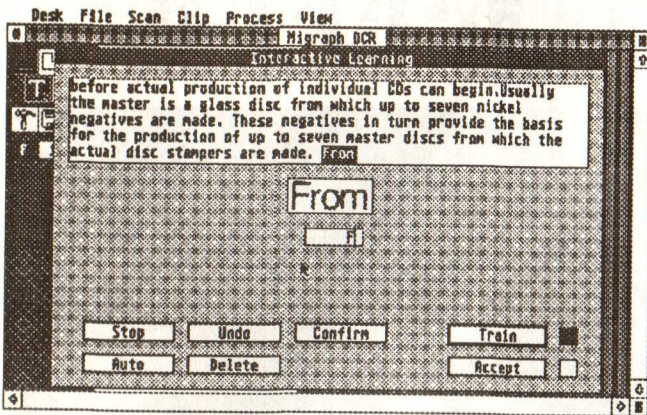 Desk File Scan Clip Process View
Migraph OCR
Interactive Learning
before actual production of individual CDs can begin.Usually
the master is a glass disc from which up to seven nickel
negatives are made. These negatives in turn provide the basis
for the production of up to seven master discs from which the
actual disc stampers are made. From
From
Stop Undo Confirm Train
Auto Delete Accept